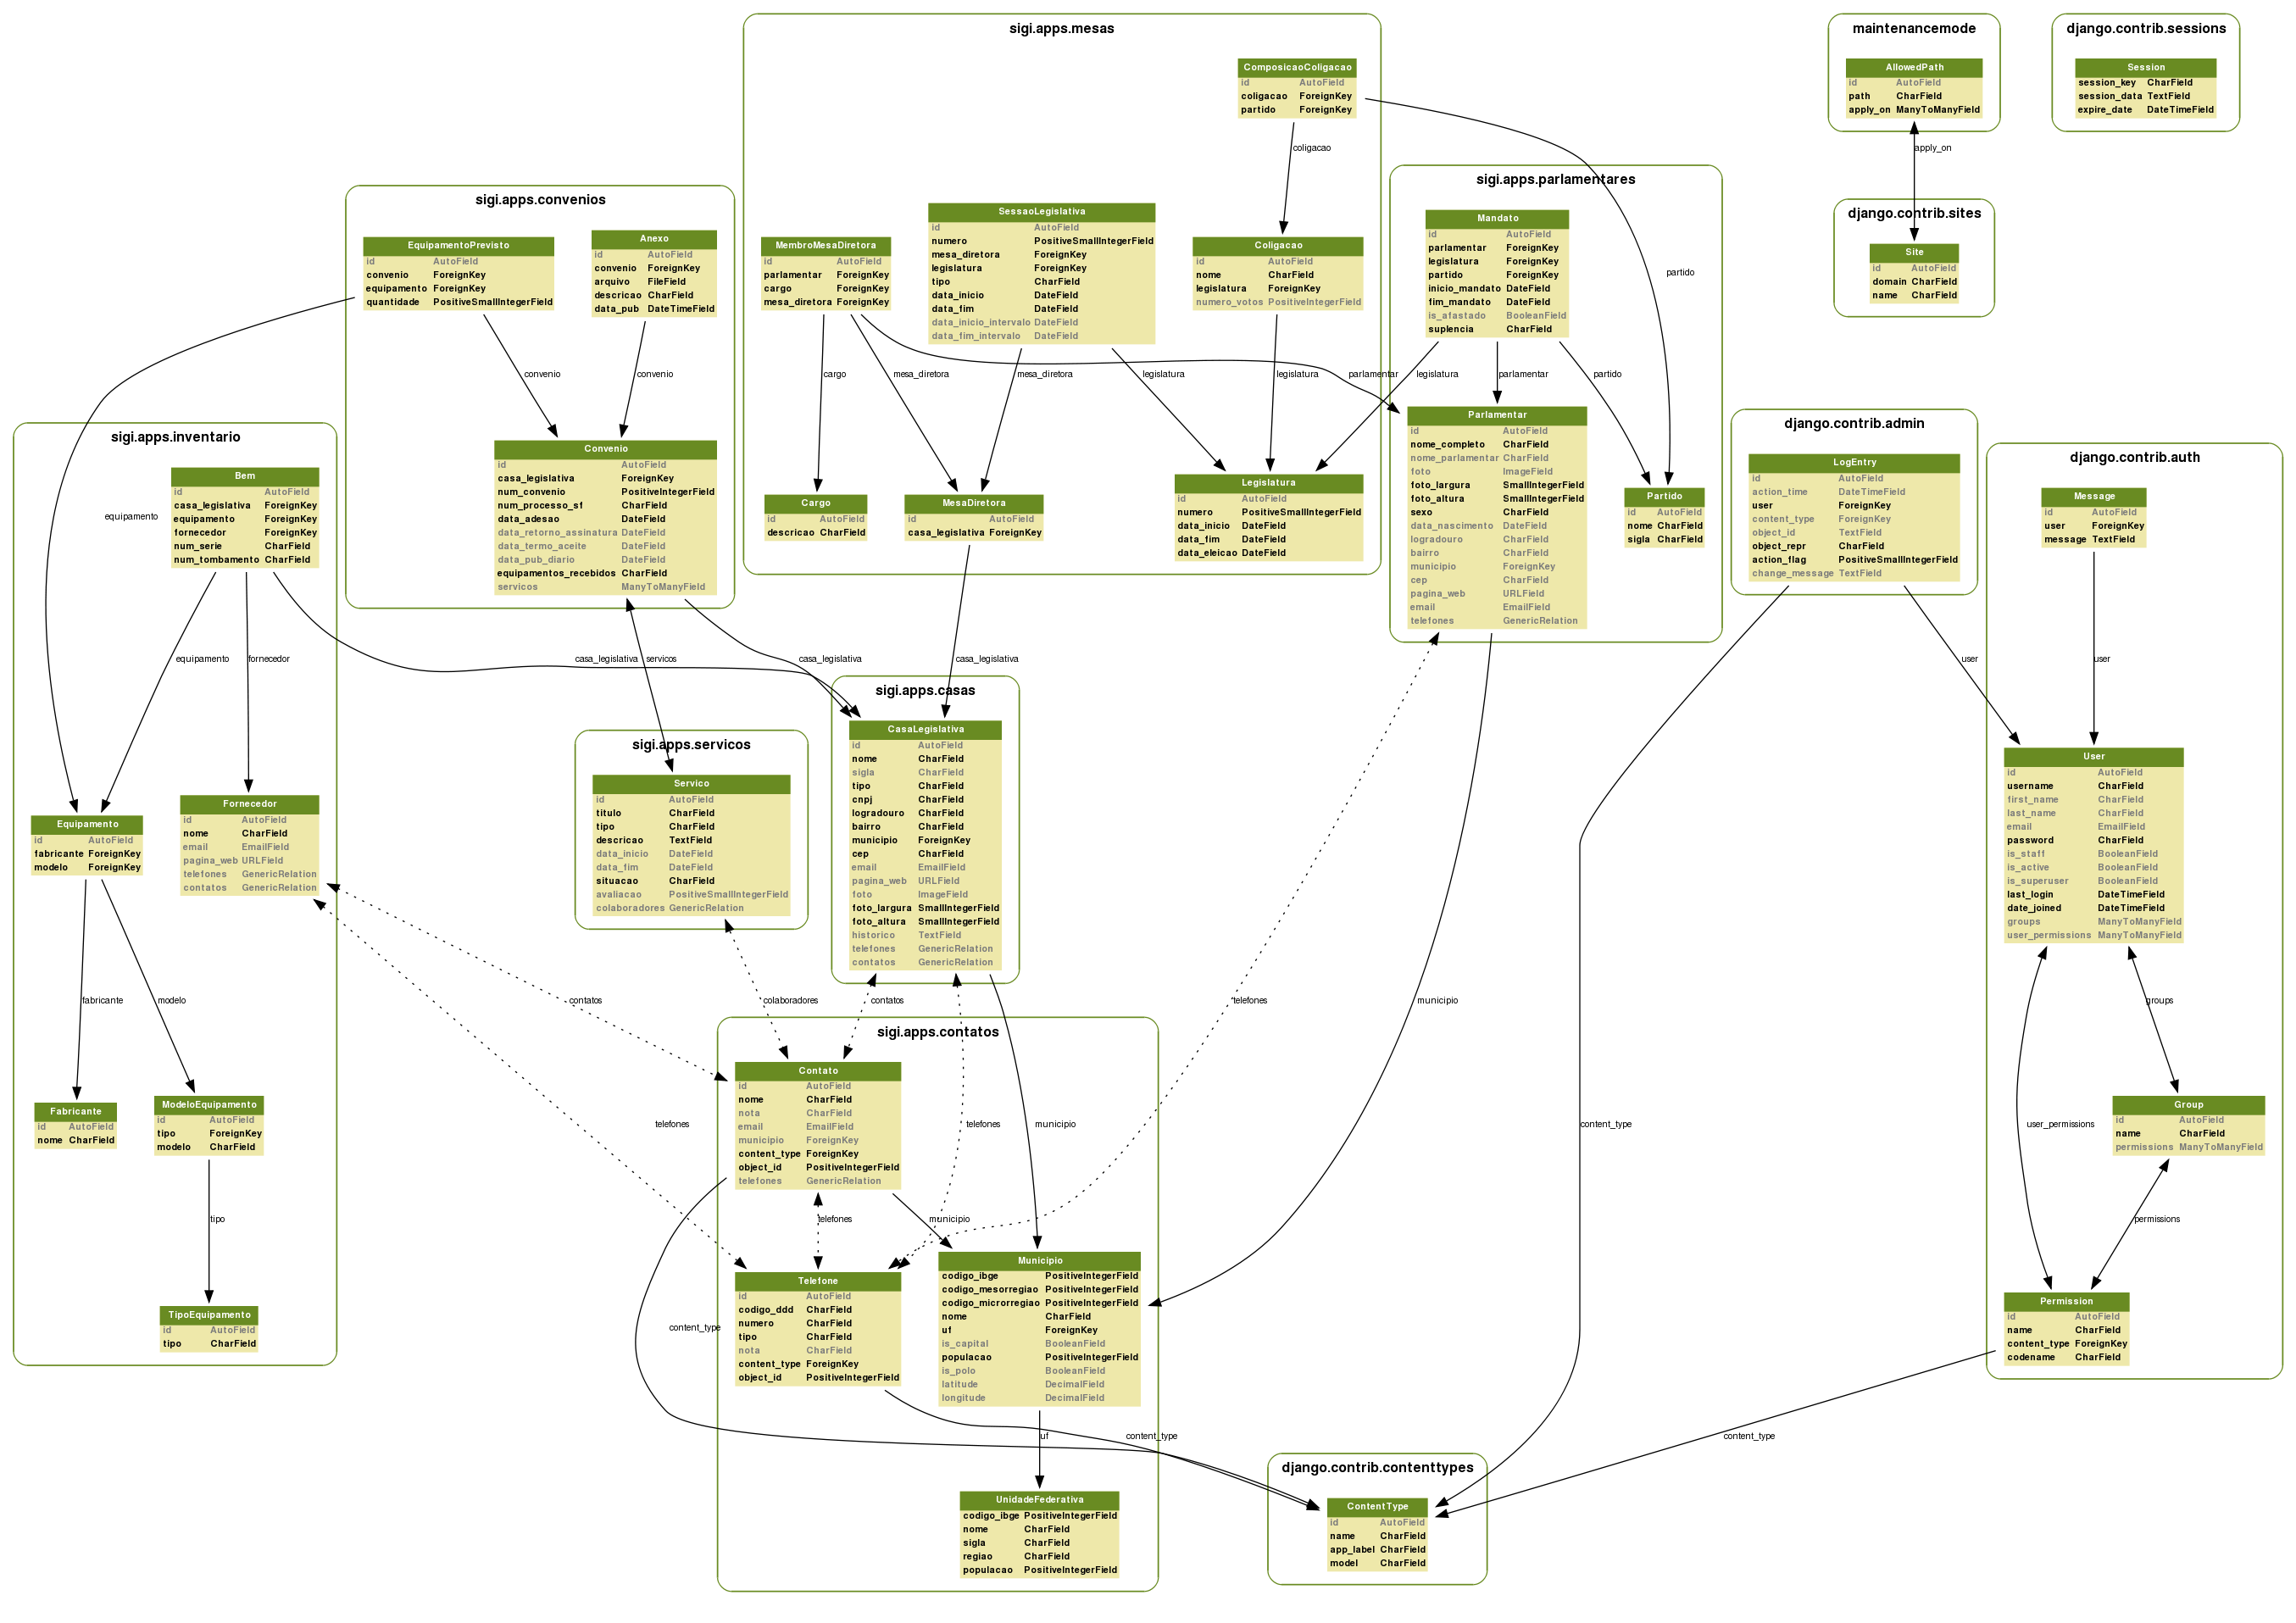 sigi.apps.mesas
ComposicaoColigacao
id AutoField
coligacao ForeignKey
partido ForeignKey
coligacao
partido
SessaoLegislativa
id AutoField
numero PositiveSmallIntegerField
mesa_diretora ForeignKey
legislatura ForeignKey
tipo CharField
data_inicio DateField
data_fim DateField
data_inicio_intervalo DateField
data_fim_intervalo DateField
MembroMesaDiretora
id AutoField
parlamentar ForeignKey
cargo ForeignKey
mesa_diretora ForeignKey
Coligacao
id AutoField
nome CharField
legislatura ForeignKey
numero_votos PositiveIntegerField
cargo
mesa_diretora
mesa_diretora
legislatura
legislatura
parlamentar
legislatura
Cargo
id AutoField
descricao CharField
MesaDiretora
id AutoField
casa_legislativa ForeignKey
Legislatura
id AutoField
numero PositiveSmallIntegerField
data_inicio DateField
data_fim DateField
data_eleicao DateField
maintenancemode
AllowedPath
id AutoField
path CharField
apply_on ManyToManyField
apply_on
django.contrib.sessions
Session
session_key CharField
session_data TextField
expire_date DateTimeField
django.contrib.sites
Site
id AutoField
domain CharField
name CharField
sigi.apps.parlamentares
Mandato
id AutoField
parlamentar ForeignKey
legislatura ForeignKey
partido ForeignKey
inicio_mandato DateField
fim_mandato DateField
is_afastado BooleanField
suplencia CharField
parlamentar
partido
Parlamentar
id AutoField
nome_completo CharField
nome_parlamentar CharField
foto ImageField
foto_largura SmallIntegerField
foto_altura SmallIntegerField
sexo CharField
data_nascimento DateField
logradouro CharField
bairro CharField
municipio ForeignKey
cep CharField
pagina_web URLField
email EmailField
telefones GenericRelation
Partido
id AutoField
nome CharField
sigla CharField
sigi.apps.convenios
EquipamentoPrevisto
id AutoField
convenio ForeignKey
equipamento ForeignKey
quantidade PositiveSmallIntegerField
Anexo
id AutoField
convenio ForeignKey
arquivo FileField
descricao CharField
data_pub DateTimeField
convenio
convenio
Convenio
id AutoField
casa_legislativa ForeignKey
num_convenio PositiveIntegerField
num_processo_sf CharField
data_adesao DateField
data_retorno_assinatura DateField
data_termo_aceite DateField
data_pub_diario DateField
equipamentos_recebidos CharField
servicos ManyToManyField
sigi.apps.inventario
Bem
id AutoField
casa_legislativa ForeignKey
equipamento ForeignKey
fornecedor ForeignKey
num_serie CharField
num_tombamento CharField
equipamento
equipamento
fornecedor
casa_legislativa
servicos
casa_legislativa
casa_legislativa
Equipamento
id AutoField
fabricante ForeignKey
modelo ForeignKey
Fornecedor
id AutoField
nome CharField
email EmailField
pagina_web URLField
telefones GenericRelation
contatos GenericRelation
fabricante
modelo
Fabricante
id AutoField
nome CharField
ModeloEquipamento
id AutoField
tipo ForeignKey
modelo CharField
tipo
TipoEquipamento
id AutoField
tipo CharField
sigi.apps.servicos
Servico
id AutoField
titulo CharField
tipo CharField
descricao TextField
data_inicio DateField
data_fim DateField
situacao CharField
avaliacao PositiveSmallIntegerField
colaboradores GenericRelation
sigi.apps.casas
CasaLegislativa
id AutoField
nome CharField
sigla CharField
tipo CharField
cnpj CharField
logradouro CharField
bairro CharField
municipio ForeignKey
cep CharField
email EmailField
pagina_web URLField
foto ImageField
foto_largura SmallIntegerField
foto_altura SmallIntegerField
historico TextField
telefones GenericRelation
contatos GenericRelation
contatos
colaboradores
contatos
telefones
municipio
telefones
telefones
municipio
sigi.apps.contatos
Contato
id AutoField
nome CharField
nota CharField
email EmailField
municipio ForeignKey
content_type ForeignKey
object_id PositiveIntegerField
telefones GenericRelation
telefones
municipio
Telefone
id AutoField
codigo_ddd CharField
numero CharField
tipo CharField
nota CharField
content_type ForeignKey
object_id PositiveIntegerField
Municipio
codigo_ibge PositiveIntegerField
codigo_mesorregiao PositiveIntegerField
codigo_microrregiao PositiveIntegerField
nome CharField
uf ForeignKey
is_capital BooleanField
populacao PositiveIntegerField
is_polo BooleanField
latitude DecimalField
longitude DecimalField
content_type
uf
content_type
UnidadeFederativa
codigo_ibge PositiveIntegerField
nome CharField
sigla CharField
regiao CharField
populacao PositiveIntegerField
django.contrib.admin
LogEntry
id AutoField
action_time DateTimeField
user ForeignKey
content_type ForeignKey
object_id TextField
object_repr CharField
action_flag PositiveSmallIntegerField
change_message TextField
user
content_type
django.contrib.auth
Message
id AutoField
user ForeignKey
message TextField
user
User
id AutoField
username CharField
first_name CharField
last_name CharField
email EmailField
password CharField
is_staff BooleanField
is_active BooleanField
is_superuser BooleanField
last_login DateTimeField
date_joined DateTimeField
groups ManyToManyField
user_permissions ManyToManyField
groups
user_permissions
Group
id AutoField
name CharField
permissions ManyToManyField
permissions
Permission
id AutoField
name CharField
content_type ForeignKey
codename CharField
content_type
django.contrib.contenttypes
ContentType
id AutoField
name CharField
app_label CharField
model CharField